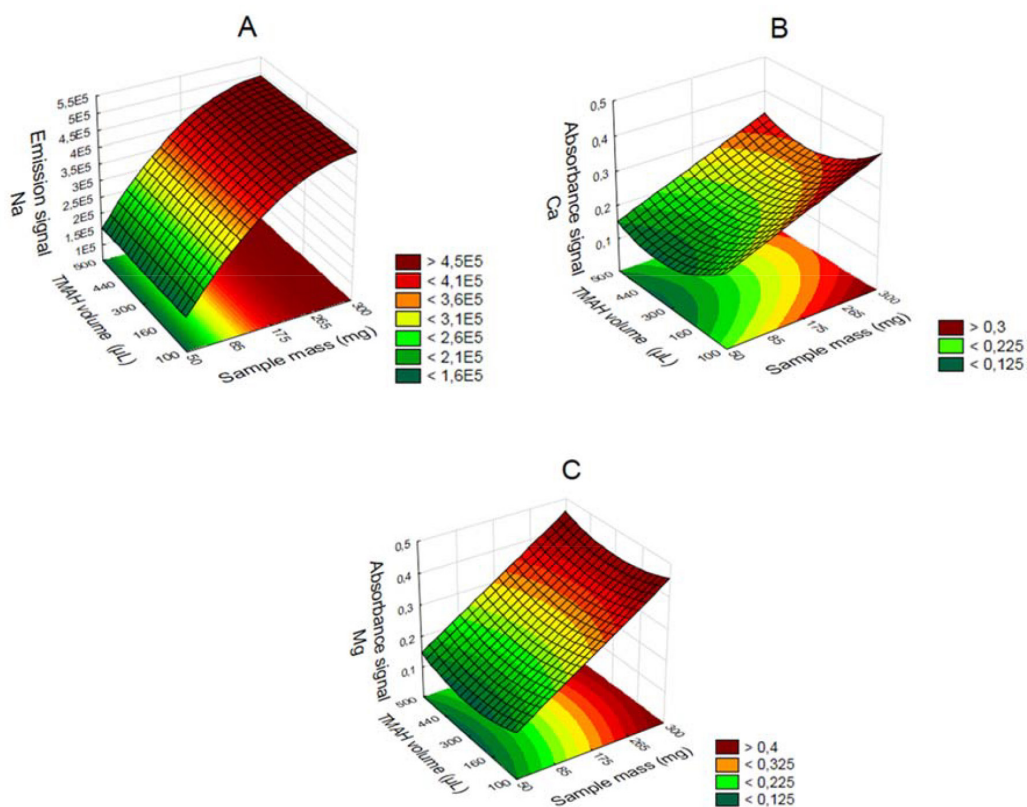 A
Emission signal
Na
5,5E5
5E5
4,5E5
4E5
3,5E5
3E5
2,5E5
2E5
1,5E5
1E5
500
440
300
160
100
TMAH volume (µL)
50
85
175
265
300
Sample mass (mg)
> 4,5E5
< 4,1E5
< 3,6E5
< 3,1E5
< 2,6E5
< 2,1E5
< 1,6E5
B
Absorbance signal
Ca
0,5
0,4
0,3
0,2
0,1
500
440
300
160
100
TMAH volume (µL)
50
85
175
265
300
Sample mass (mg)
> 0,3
< 0,225
< 0,125
C
Absorbance signal
Mg
0,5
0,4
0,3
0,2
0,1
500
440
300
160
100
TMAH volume (µL)
50
85
175
265
300
Sample mass (mg)
> 0,4
< 0,325
< 0,225
< 0,125